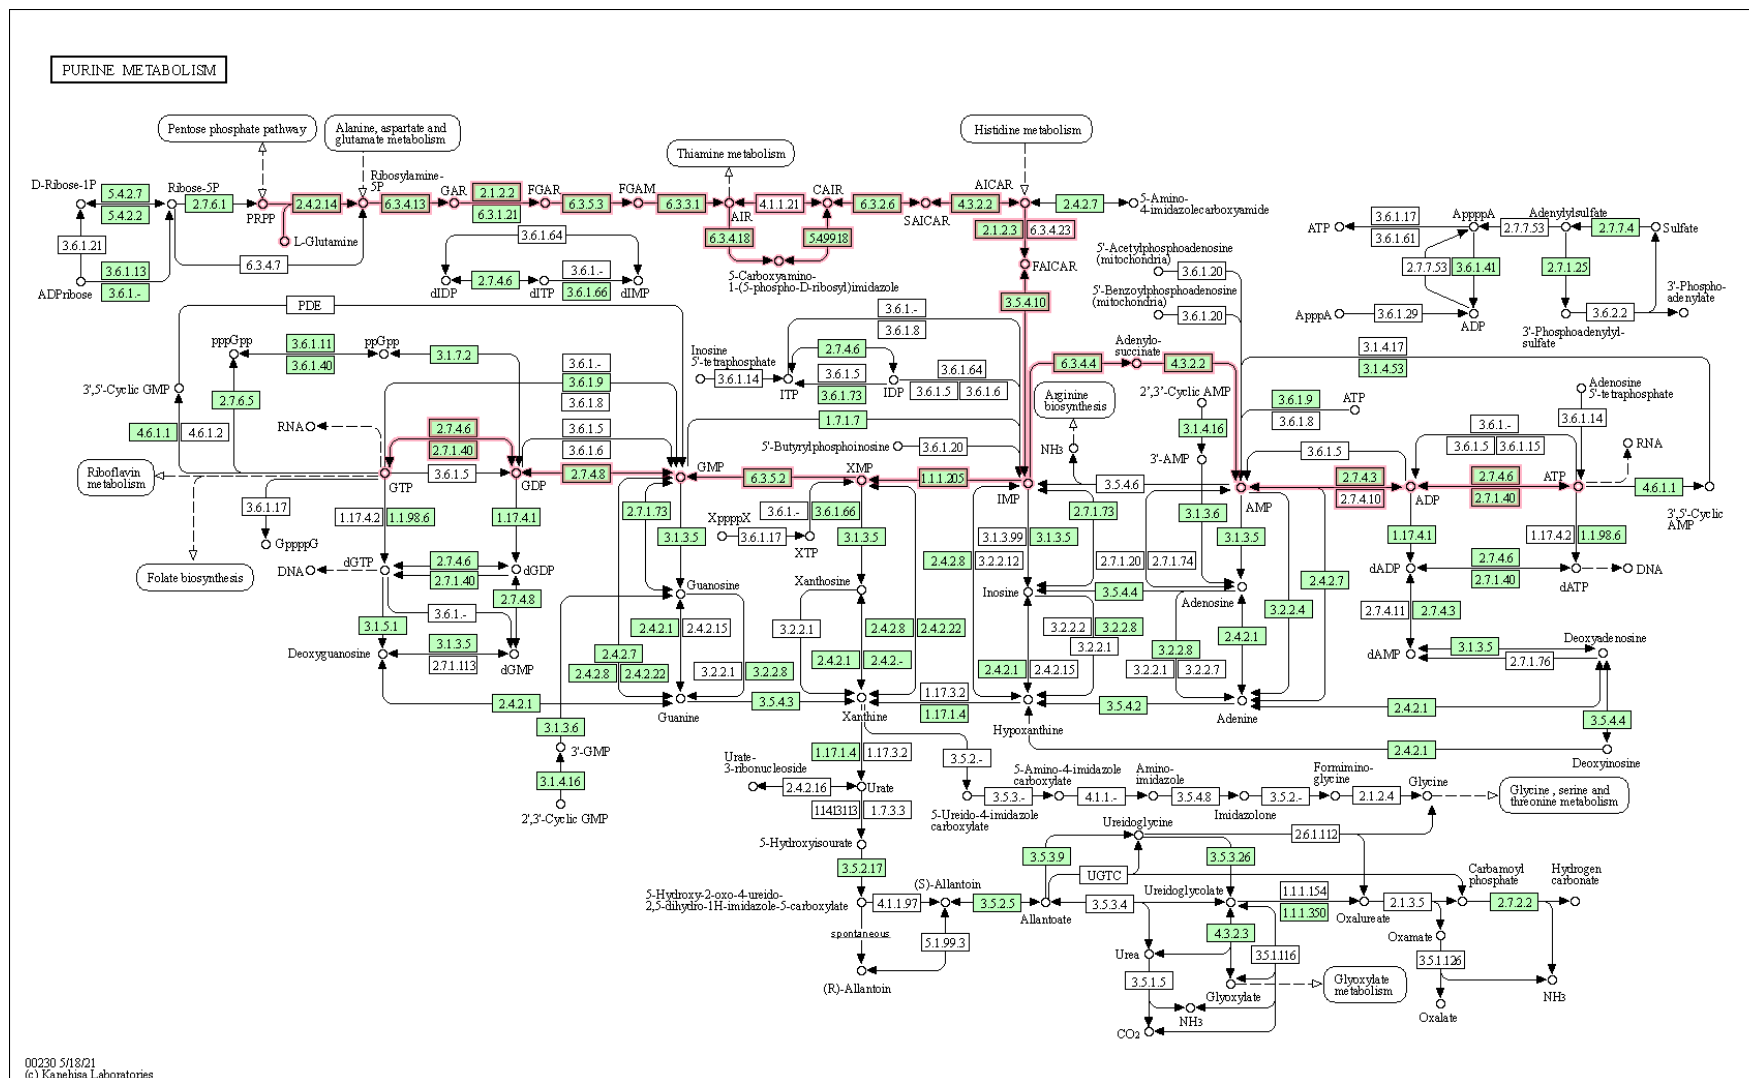 PURINE METABOLISM
Pentose phosphate pathway
Alanine, aspartate and
glutamate metabolism
Thiamine metabolism
Histidine metabolism
D-Ribose-1P
5.4.2.7
5.4.2.2
Ribose-5P
2.7.6.1
PRPP
2.4.2.14
L-Glutamine
Ribosylamine-
5P
6.3.4.13
GAR
2.1.2.2
6.3.1.21
FGAR
6.3.5.3
FGAM
6.3.3.1
AIR
4.1.1.21
CAIR
6.3.2.6
SAICAR
4.3.2.2
AICAR
2.4.2.7
5-Amino-
4-imidazolecarboxyamide
3.6.1.21
6.3.4.7
3.6.1.13
3.6.1.-
ADPribose
6.3.4.18
5.4.99.18
5-Carboxyamino-
1-(5-phospho-D-ribosyl)imidazole
2.1.2.3
6.3.4.23
FAICAR
3.5.4.10
3.6.1.64
dIDP
2.7.4.6
dITP
3.6.1.-
3.6.1.66
dIMP
5'-Acetylphosphoadenosine
(mitochondria)
3.6.1.20
5'-Benzoylphosphoadenosine
(mitochondria)
3.6.1.20
ATP
3.6.1.17
3.6.1.61
AppppA
2.7.7.53
Adenylylsulfate
2.7.7.4
Sulfate
2.7.7.53
3.6.1.41
2.7.1.25
3'-Phospho-
adenylate
ApppA
3.6.1.29
ADP
3.6.2.2
3'-Phosphoadenylyl-
sulfate
PDE
pppGpp
3.6.1.11
3.6.1.40
ppGpp
3.1.7.2
3',5'-Cyclic GMP
2.7.6.5
3.6.1.-
3.6.1.9
3.6.1.8
Inosine
5'-tetraphosphate
3.6.1.14
ITP
2.7.4.6
3.6.1.5
3.6.1.73
IDP
3.6.1.-
3.6.1.8
3.6.1.64
3.6.1.5
3.6.1.6
1.7.1.7
5'-Butyrylphosphoinosine
3.6.1.20
6.3.4.4
Adenylo-
succinate
4.3.2.2
Arginine
biosynthesis
NH3
2',3'-Cyclic AMP
3.1.4.16
3'-AMP
3.1.4.17
3.1.4.53
3.6.1.9
3.6.1.8
ATP
Adenosine
5'-tetraphosphate
3.6.1.14
RNA
4.6.1.1
4.6.1.2
RNA
Riboflavin
metabolism
GTP
2.7.4.6
2.7.1.40
3.6.1.5
GDP
3.6.1.5
3.6.1.6
2.7.4.8
GMP
6.3.5.2
XMP
1.1.1.205
IMP
3.5.4.6
AMP
3.6.1.5
2.7.4.3
2.7.4.10
ADP
3.6.1.-
3.6.1.5
3.6.1.15
2.7.4.6
2.7.1.40
ATP
4.6.1.1
3',5'-Cyclic
AMP
3.6.1.17
GppppG
Folate biosynthesis
1.17.4.2
1.1.98.6
1.17.4.1
2.7.1.73
3.1.3.5
XppppX
3.6.1.17
3.6.1.-
3.6.1.66
XTP
3.1.3.5
2.7.1.73
3.1.3.99
3.1.3.5
2.4.2.8
3.2.2.12
3.1.3.6
3.1.3.5
2.7.1.20
2.7.1.74
2.4.2.7
1.17.4.1
1.17.4.2
1.1.98.6
DNA
dGTP
2.7.4.6
2.7.1.40
dGDP
2.7.4.8
3.6.1.-
3.1.5.1
Deoxyguanosine
3.1.3.5
2.7.1.113
dGMP
2.4.2.1
Guanosine
2.4.2.1
2.4.2.15
2.4.2.7
2.4.2.8
2.4.2.22
3.2.2.1
3.2.2.8
Guanine
3.5.4.3
Xanthosine
3.2.2.1
2.4.2.8
2.4.2.22
2.4.2.1
2.4.2.-
Xanthine
1.17.3.2
1.17.1.4
Inosine
3.5.4.4
3.2.2.2
3.2.2.8
3.2.2.1
2.4.2.1
2.4.2.15
Hypoxanthine
3.5.4.2
Adenosine
3.2.2.4
2.4.2.1
3.2.2.8
3.2.2.1
3.2.2.7
Adenine
2.4.2.1
dADP
2.7.4.6
2.7.1.40
dATP
DNA
2.7.4.11
2.7.4.3
dAMP
3.1.3.5
2.7.1.76
Deoxyadenosine
3.5.4.4
2.4.2.1
Deoxyinosine
3.1.3.6
3'-GMP
3.1.4.16
2',3'-Cyclic GMP
1.17.1.4
1.17.3.2
Urate-
3-ribonucleoside
2.4.2.16
Urate
1.14.13.113
1.7.3.3
5-Hydroxyisourate
3.5.2.17
3.5.2.-
5-Ureido-4-imidazole
carboxylate
3.5.3.-
5-Amino-4-imidazole
carboxylate
4.1.1.-
Amino-
imidazole
3.5.4.8
Imidazolone
3.5.2.-
Formimino-
glycine
2.1.2.4
Glycine
Glycine , serine and
threonine metabolism
5-Hydroxy-2-oxo-4-ureido-
2,5-dihydro-1H-imidazole-5-carboxylate
4.1.1.97
(S)-Allantoin
3.5.2.5
Allantoate
spontaneous
5.1.99.3
(R)-Allantoin
3.5.3.9
Ureidoglycine
3.5.3.26
2.6.1.112
UGTC
3.5.3.4
Ureidoglycolate
1.1.1.154
1.1.1.350
Oxalureate
2.1.3.5
Carbamoyl
phosphate
2.7.2.2
Hydrogen
carbonate
4.3.2.3
3.5.1.116
Urea
3.5.1.5
Glyoxylate
Glyoxylate
metabolism
NH3
CO2
Oxamate
3.5.1.126
Oxalate
NH3
00230 5/18/21
(c) Kanehisa Laboratories